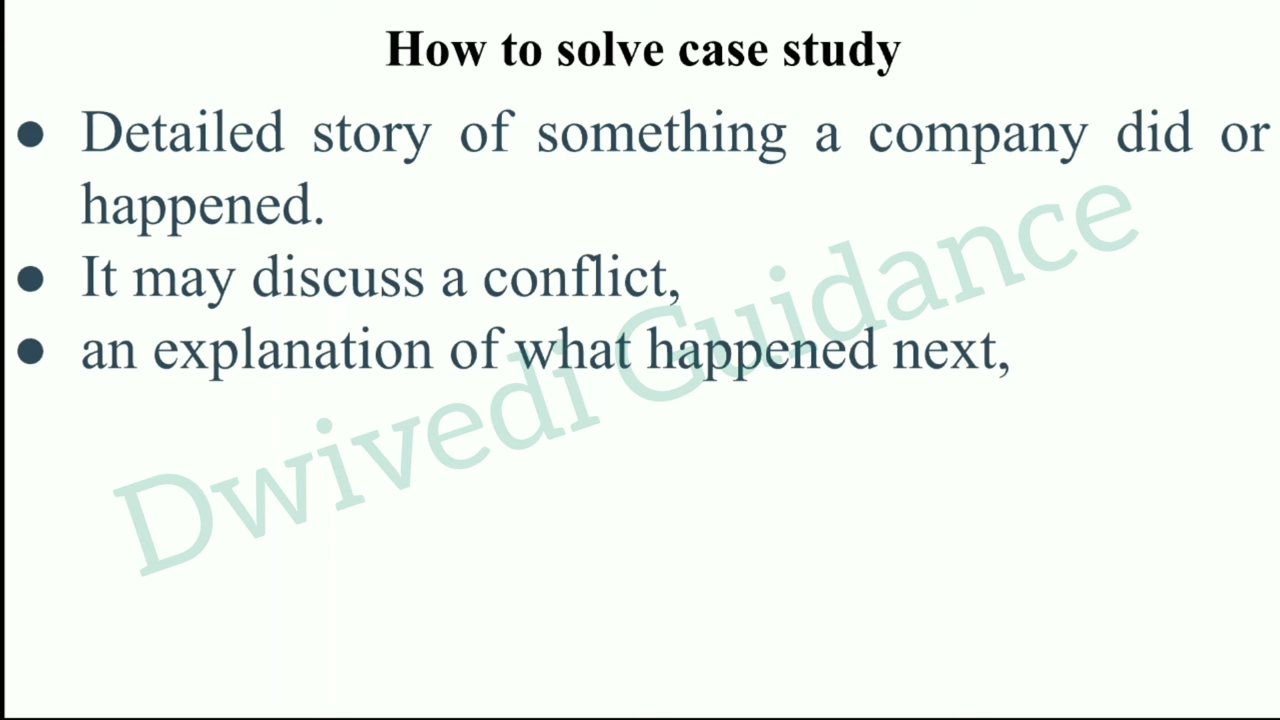 How to solve case study
● Detailed story of something a company did or
happened.
● It may discuss a conflict,
● an explanation of what happened next,
Dwivedi Guidance